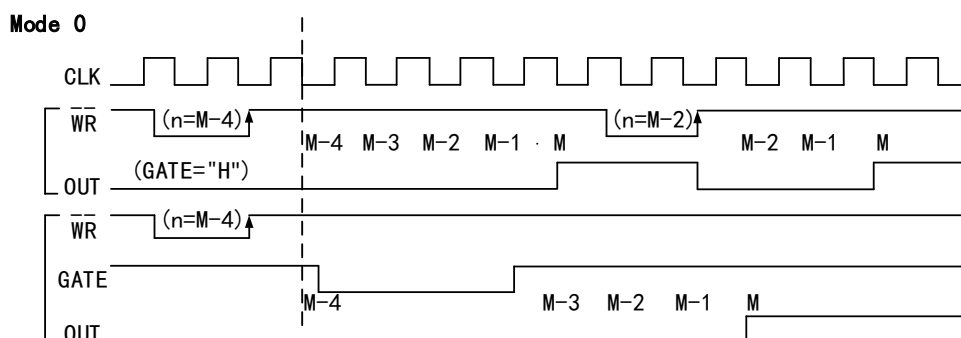 Mode 0
CLK
WR (n=M-4) (n=M-2)
M-4 M-3 M-2 M-1 · M M-2 M-1 M
(GATE="H")
OUT
WR (n=M-4)
GATE
M-4 M-3 M-2 M-1 M
OUT